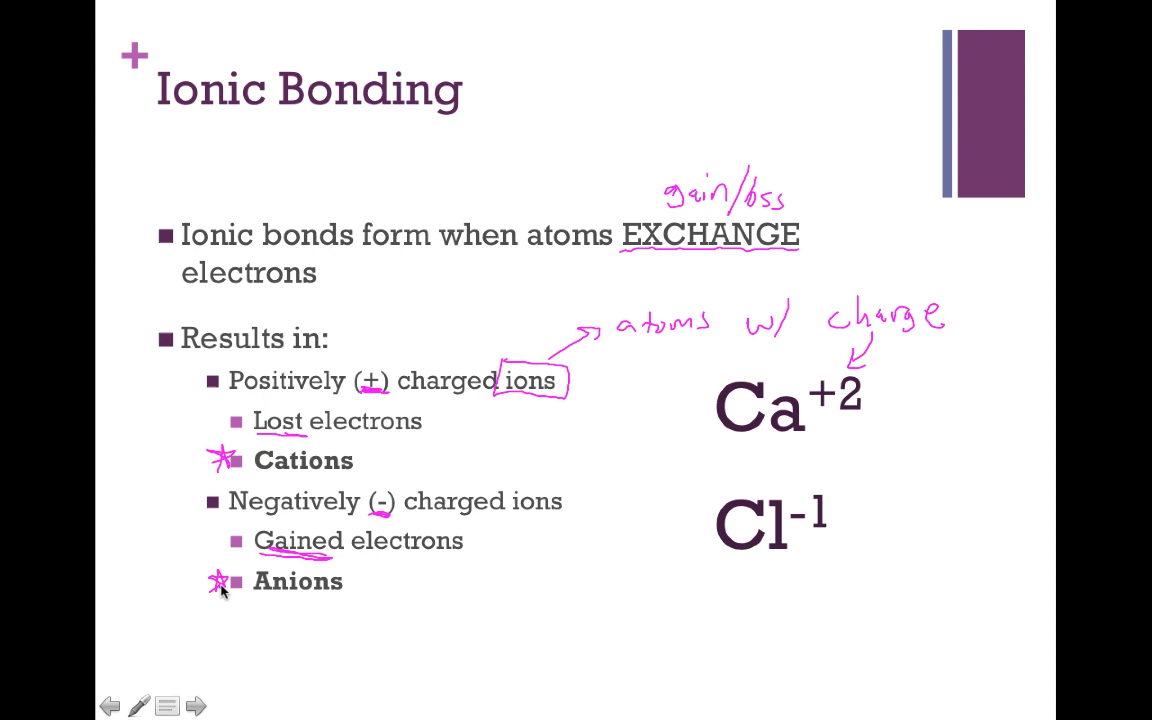 +
Ionic Bonding
gain/loss
Ionic bonds form when atoms EXCHANGE
electrons
atoms w/ charge
Results in:
Positively (+) charged ions
Lost electrons
Cations
Negatively (-) charged ions
Gained electrons
Anions
Ca+2
Cl-1